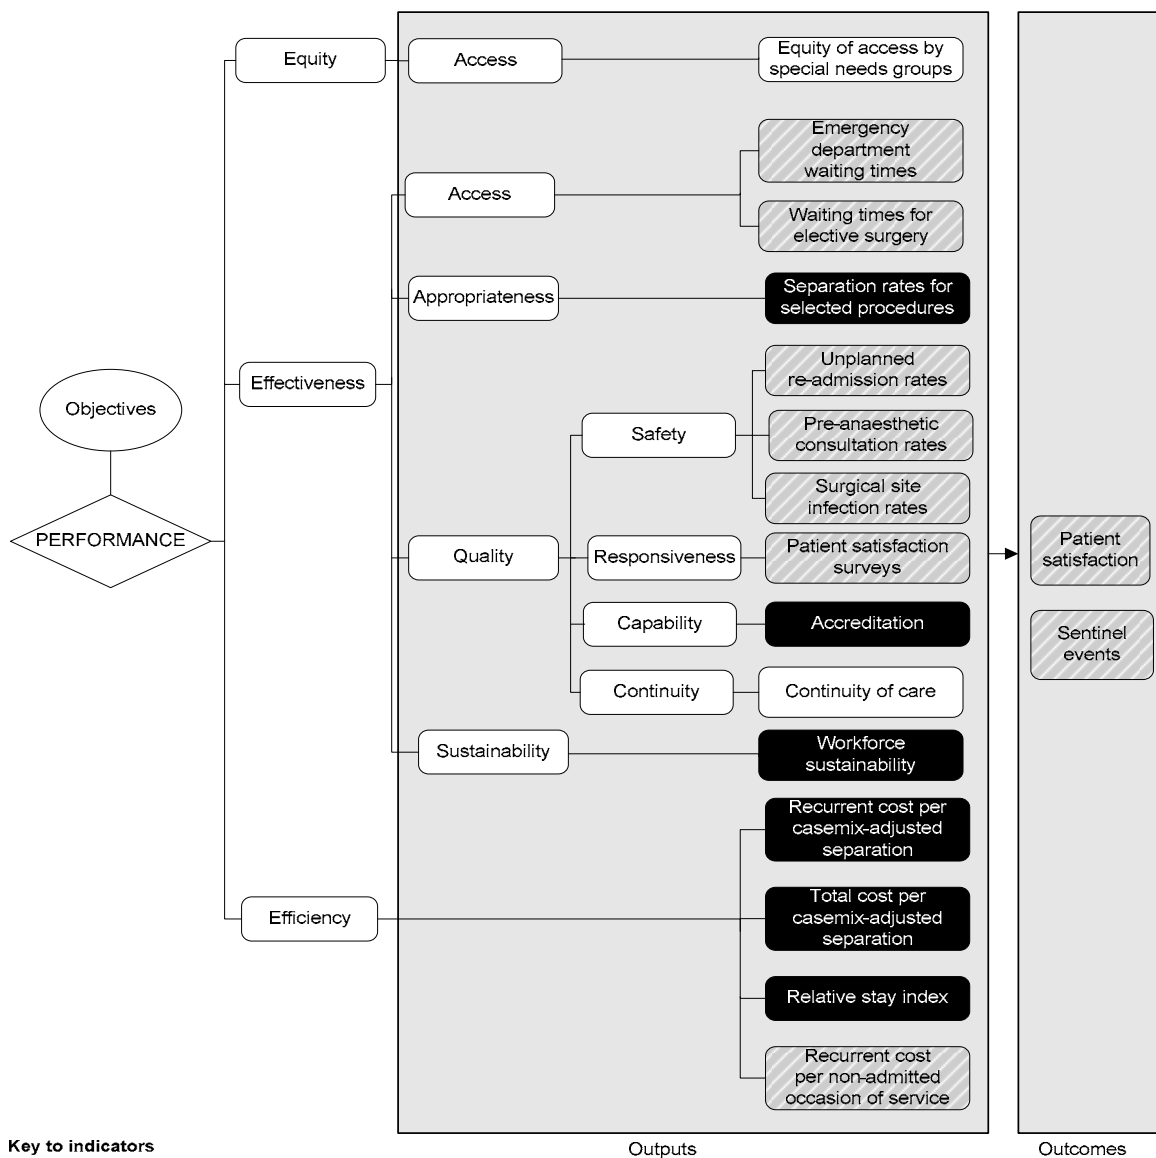 Equity
Access
Equity of access by
special needs groups
Emergency
department
waiting times
Access
Waiting times for
elective surgery
Appropriateness
Separation rates for
selected procedures
Objectives
Effectiveness
Unplanned
re-admission rates
Safety
Pre-anaesthetic
consultation rates
Surgical site
infection rates
PERFORMANCE
Quality
Responsiveness
Patient satisfaction
surveys
Patient
satisfaction
Capability
Accreditation
Sentinel
events
Continuity
Continuity of care
Sustainability
Workforce
sustainability
Recurrent cost per
casemix-adjusted
separation
Efficiency
Total cost per
casemix-adjusted
separation
Relative stay index
Recurrent cost
per non-admitted
occasion of service
Key to indicators
Outputs
Outcomes